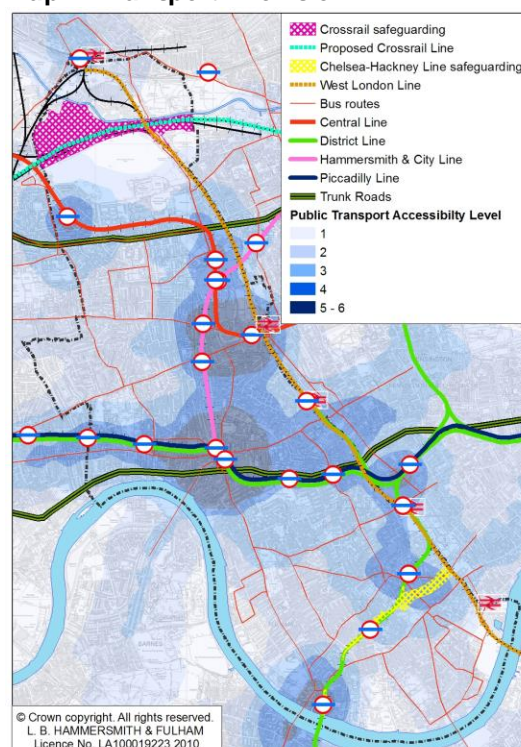 Crossrail safeguarding
Proposed Crossrail Line
Chelsea-Hackney Line safeguarding
West London Line
Bus routes
Central Line
District Line
Hammersmith & City Line
Piccadilly Line
Trunk Roads
Public Transport Accessibilty Level
1
2
3
4
5 - 6
BARNES
© Crown copyright. All rights reserved.
L. B. HAMMERSMITH & FULHAM
Licence No. LA100019223 2010